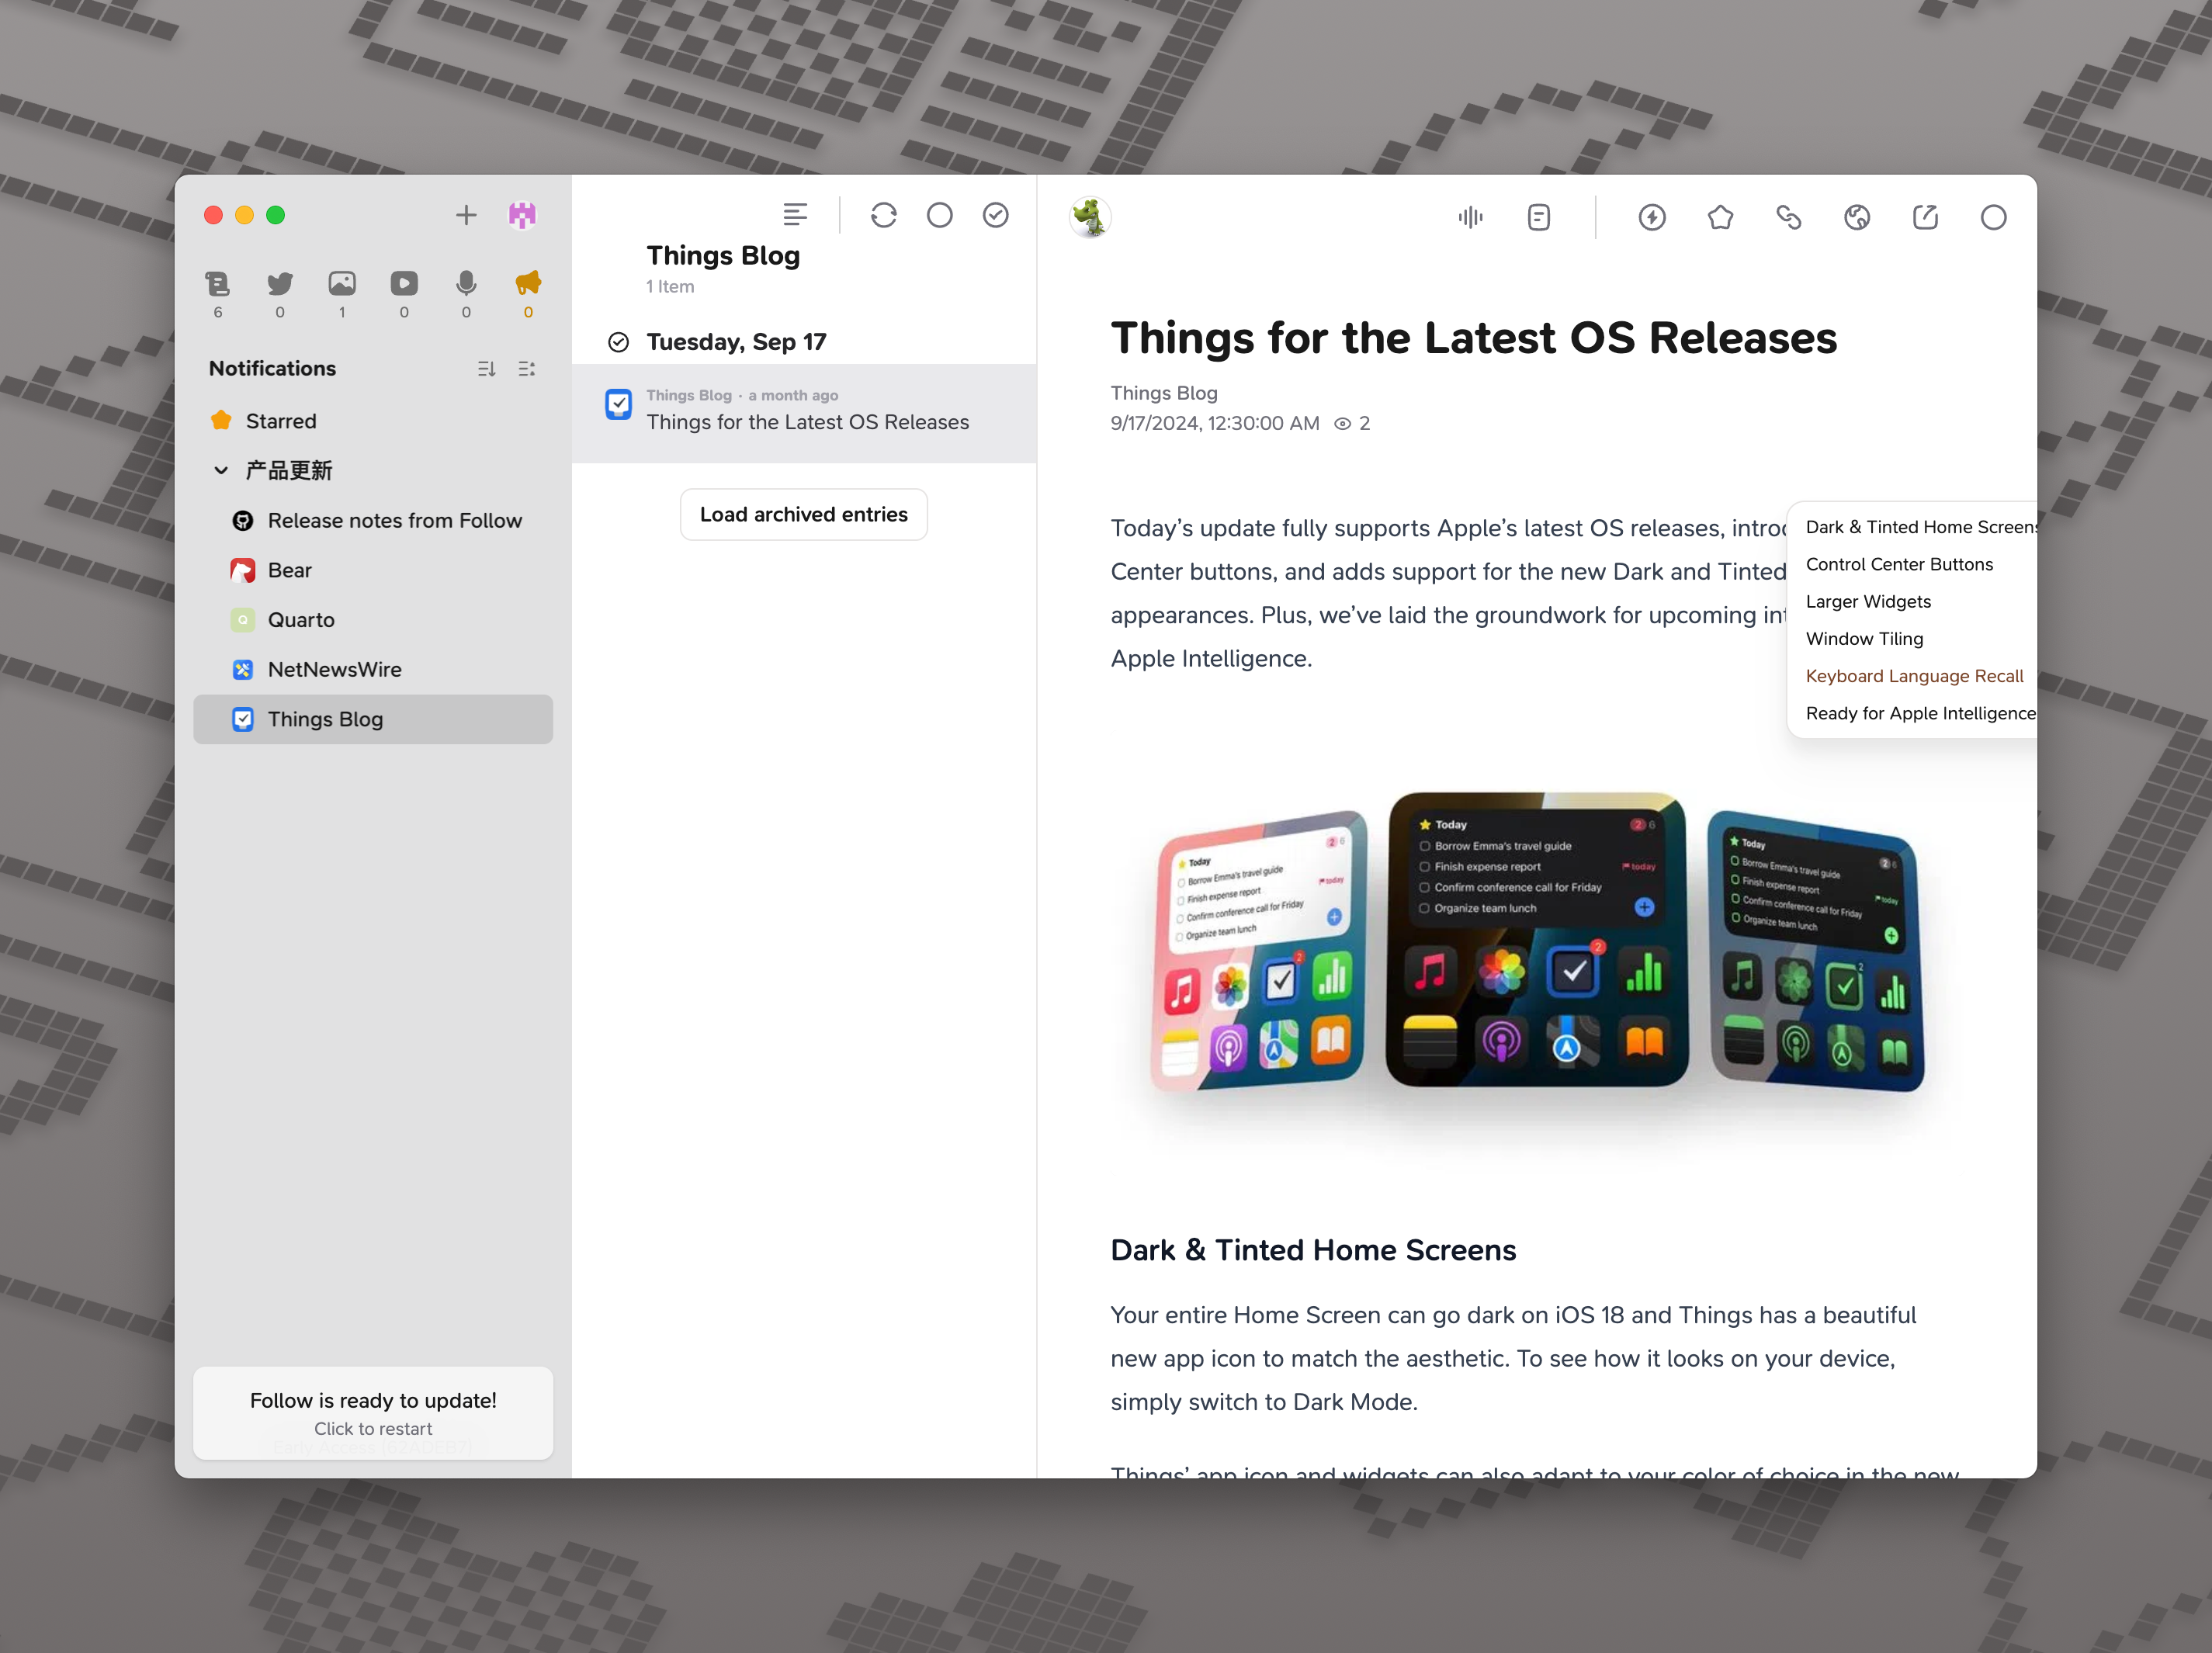 6
0
1
0
0
0
Notifications
Starred
产品更新
Release notes from Follow
Bear
Q
Quarto
NetNewsWire
Things Blog
Follow is ready to update!
Click to restart
Things Blog
1 Item
Tuesday, Sep 17
Things Blog · a month ago
Things for the Latest OS Releases
Load archived entries
Things for the Latest OS Releases
Things Blog
9/17/2024, 12:30:00 AM 2
Today’s update fully supports Apple’s latest OS releases,
Center buttons, and adds support for the new Dark and Tinted
appearances. Plus, we’ve laid the groundwork for upcoming
Apple Intelligence.
Dark & Tinted Home Screens
Control Center Buttons
Larger Widgets
Window Tiling
Keyboard Language Recall
Ready for Apple Intelligence
Today 2 6
Borrow Emma's travel guide
Finish expense report today
Confirm conference call for Friday
Organize team lunch
2
Today 2 6
Borrow Emma's travel guide
Finish expense report today
Confirm conference call for Friday
Organize team lunch
2
Today 2 6
Borrow Emma's travel guide
Finish expense report today
Confirm conference call for Friday
Organize team lunch
2
Dark & Tinted Home Screens
Your entire Home Screen can go dark on iOS 18 and Things has a beautiful
new app icon to match the aesthetic. To see how it looks on your device,
simply switch to Dark Mode.
Things’ app icon and widgets can also adapt to your color of choice in the new